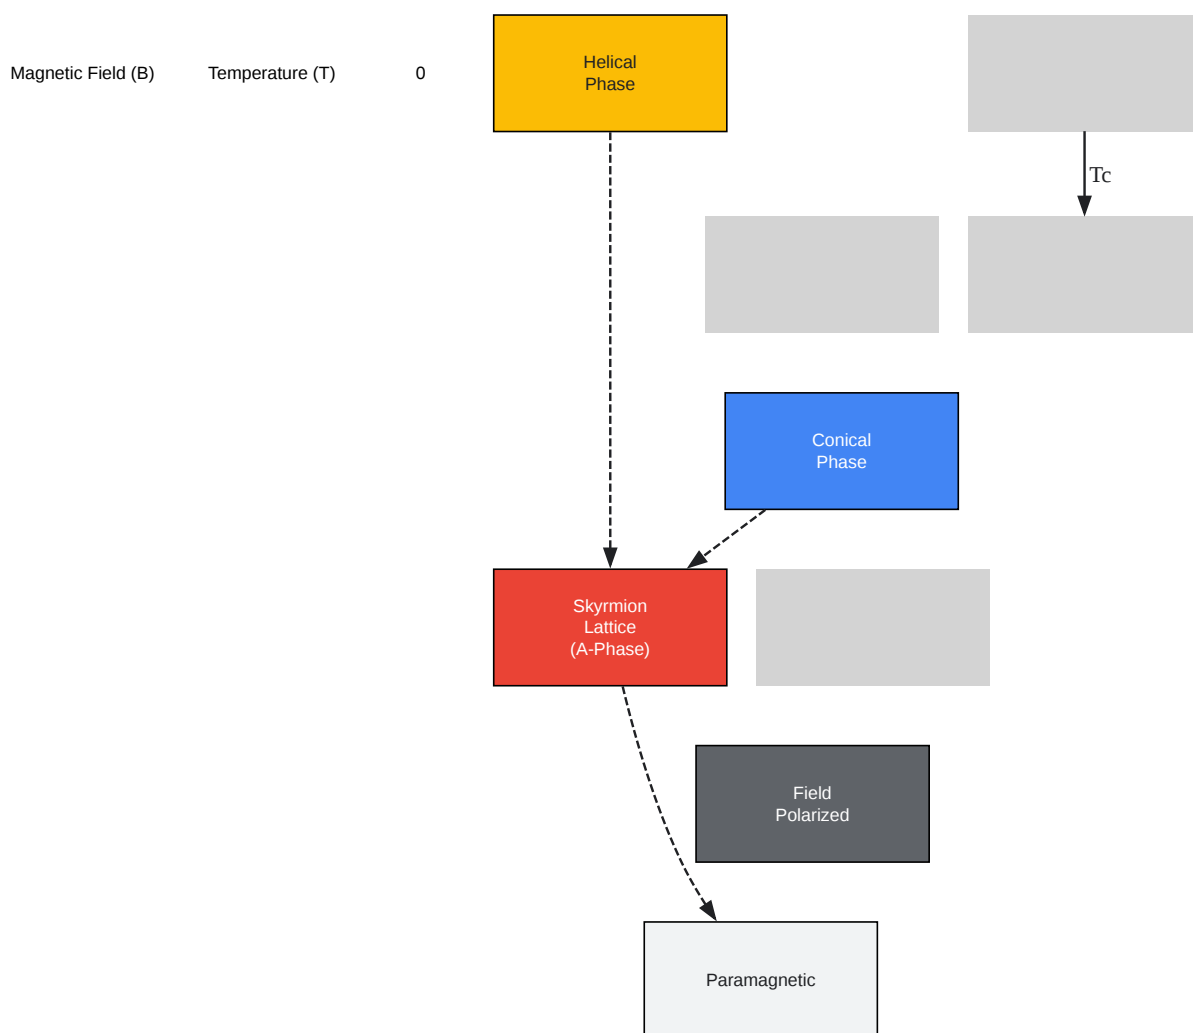 Magnetic Field (B)
Temperature (T)
0
Helical
Phase
Tc
Conical
Phase
Skyrmion
Lattice
(A-Phase)
Field
Polarized
Paramagnetic